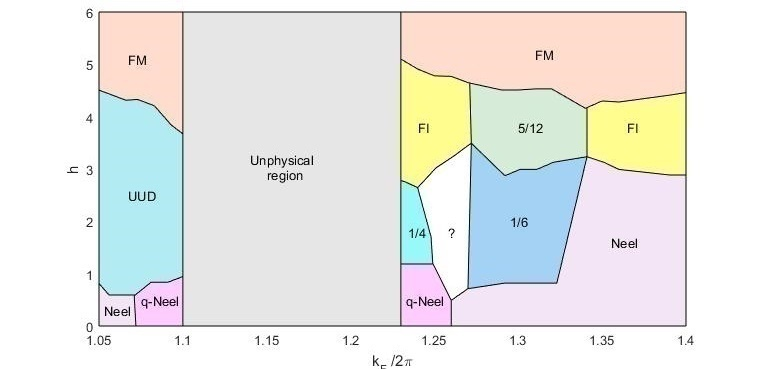 6
FM
FM
5
4
FI
5/12
FI
h
3
Unphysical
region
UUD
2
1/4
?
1/6
Neel
1
Neel
q-Neel
q-Neel
0
1.05
1.1
1.15
1.2
1.25
1.3
1.35
1.4
k_F/2π